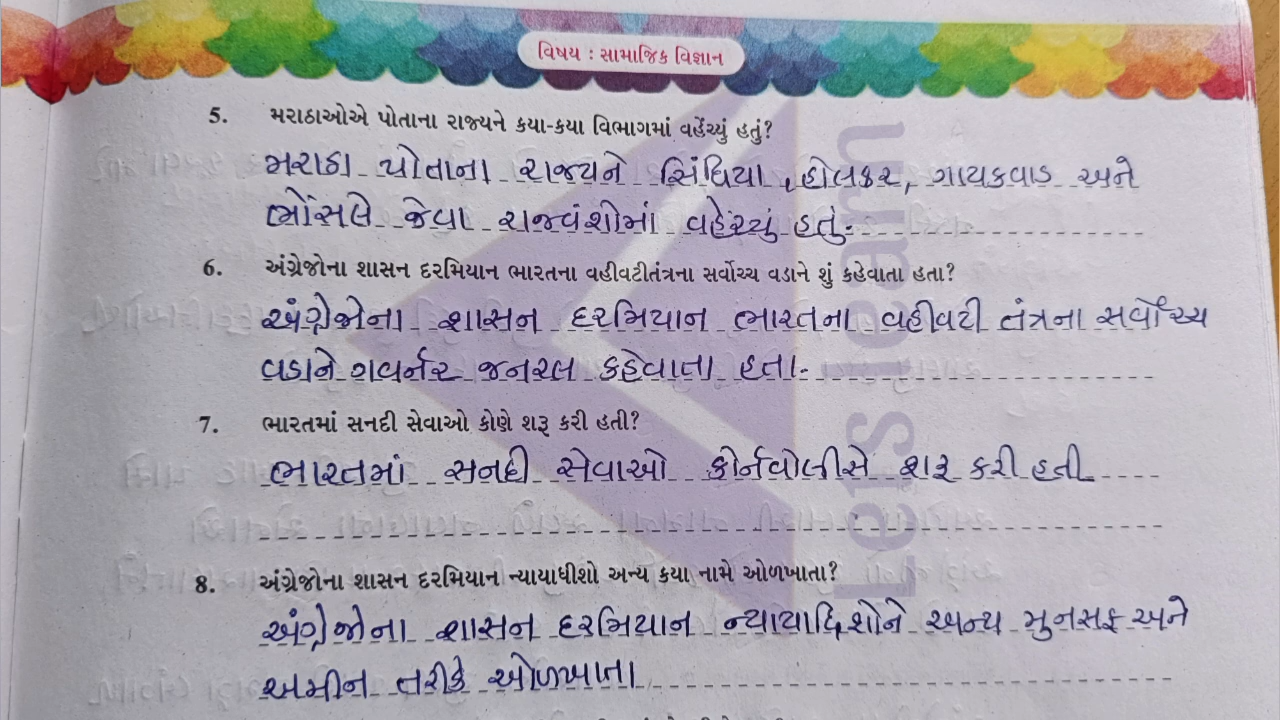 વિષય : સામાજિક વિજ્ઞાન
5. મરાઠાઓએ પોતાના રાજ્યને કયા-કયા વિભાગમાં વહેંચ્યું હતું?
મરાઠા પોતાના રાજ્યને સિંધિયા, હોલકર, ગાયકવાડ અને
ભોંસલે જેવા રાજવંશોમાં વહેંચ્યું હતું.
6. અંગ્રેજોના શાસન દરમિયાન ભારતના વહીવટીતંત્રના સર્વોચ્ચ વડાને શું કહેવાતા હતા?
અંગ્રેજોના શાસન દરમિયાન ભારતના વહીવટી તંત્રના સર્વોચ્ચ
વડાને ગવર્નર જનરલ કહેવાતા હતા.
7. ભારતમાં સનદી સેવાઓ કોણે શરૂ કરી હતી?
ભારતમાં સનદી સેવાઓ કોર્નવોલીસે શરૂ કરી હતી
8. અંગ્રેજોના શાસન દરમિયાન ન્યાયાધીશો અન્ય કયા નામે ઓળખાતા?
અંગ્રેજોના શાસન દરમિયાન ન્યાયાદિશોને અન્ય મુનસફ અને
અમીન તરીકે ઓળખાતા
Lets learn